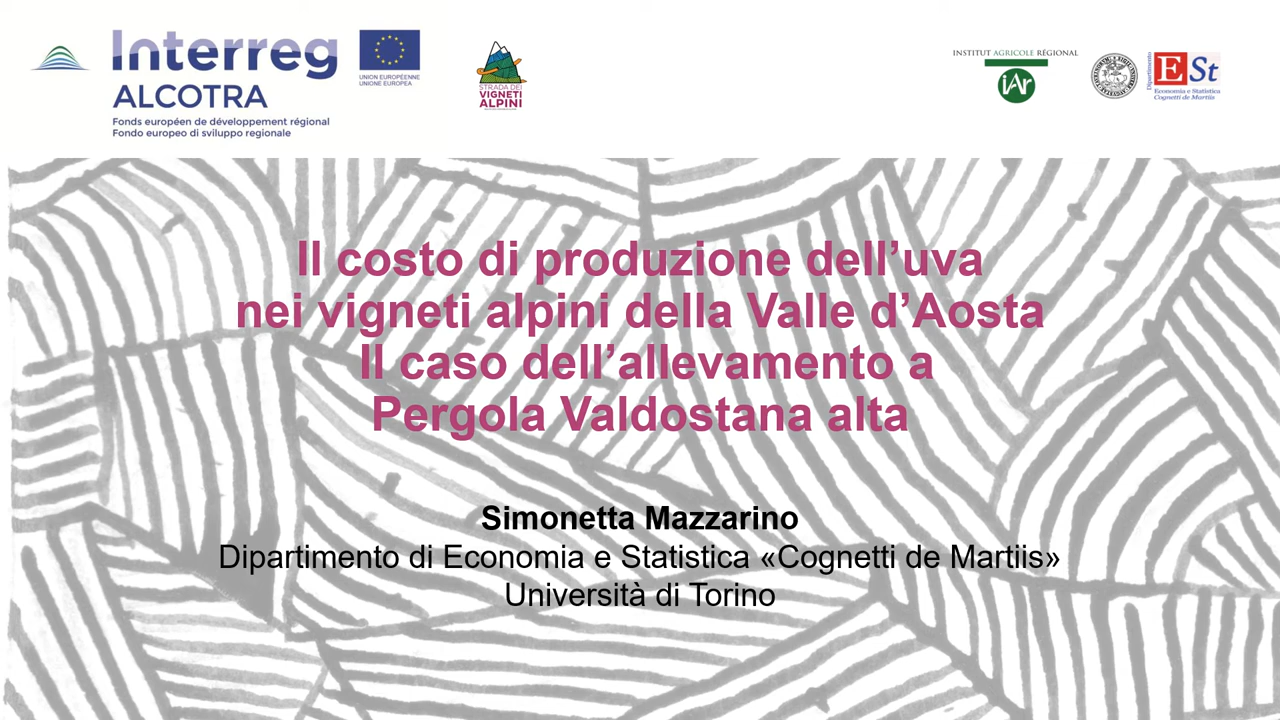 Interreg
ALCOTRA
Fonds européen de développement régional
Fondo europeo di sviluppo regionale
UNION EUROPÉENNE
UNIONE EUROPEA
STRADA DEI
VIGNETI
ALPINI
INSTITUT AGRICOLE RÉGIONAL
iAr
Dipartimento
ESt
Economia e Statistica
Cognetti de Martiis
Il costo di produzione dell’uva
nei vigneti alpini della Valle d’Aosta
Il caso dell’allevamento a
Pergola Valdostana alta
Simonetta Mazzarino
Dipartimento di Economia e Statistica «Cognetti de Martiis»
Università di Torino